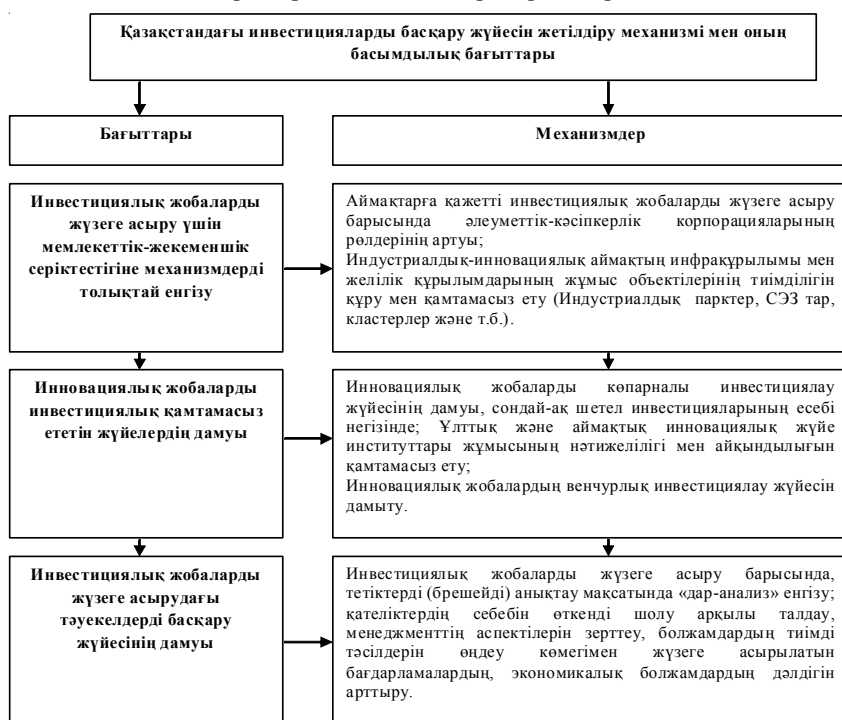 Қазақстандағы инвестицияларды басқару жүйесін жетілдіру механизмі мен оның
басымдылық бағыттары
Бағыттары
Механизмдер
Инвестициялық жобаларды
жүзеге асыру үшін
мемлекеттік-жекеменшік
серіктестігіне механизмдерді
толықтай енгізу
Аймақтарға қажетті инвестициялық жобаларды жүзеге асыру
барысында әлеуметтік-кәсіпкерлік корпорацияларының
рөлдерінің артуы;
Индустриалдық-инновациялық аймақтың инфрақұрылымы мен
желілік құрылымдарының жұмыс объектілерінің тиімділігін
құру мен қамтамасыз ету (Индустриалдық парктер, СЭЗ тар,
кластерлер және т.б.).
Инновациялық жобаларды
инвестициялық қамтамасыз
ететін жүйелердің дамуы
Инновациялық жобаларды көпарналы инвестициялау
жүйесінің дамуы, сондай-ақ шетел инвестицияларының есебі
негізінде; Ұлттық және аймақтық инновациялық жүйе
институттары жұмысының нәтижелілігі мен айқындылығын
қамтамасыз ету;
Инновациялық жобалардың венчурлық инвестициялау жүйесін
дамыту.
Инвестициялық жобаларды
жүзеге асырудағы
тәуекелдерді басқару
жүйесінің дамуы
Инвестициялық жобаларды жүзеге асыру барысында,
тетіктерді (брешейді) анықтау мақсатында «дар-анализ» енгізу;
қателіктердің себебін өткенді шолу арқылы талдау,
менеджменттің аспектілерін зерттеу, болжамдардың тиімді
тәсілдерін өңдеу көмегімен жүзеге асырылатын
бағдарламалардың, экономикалық болжамдардың дәлдігін
арттыру.